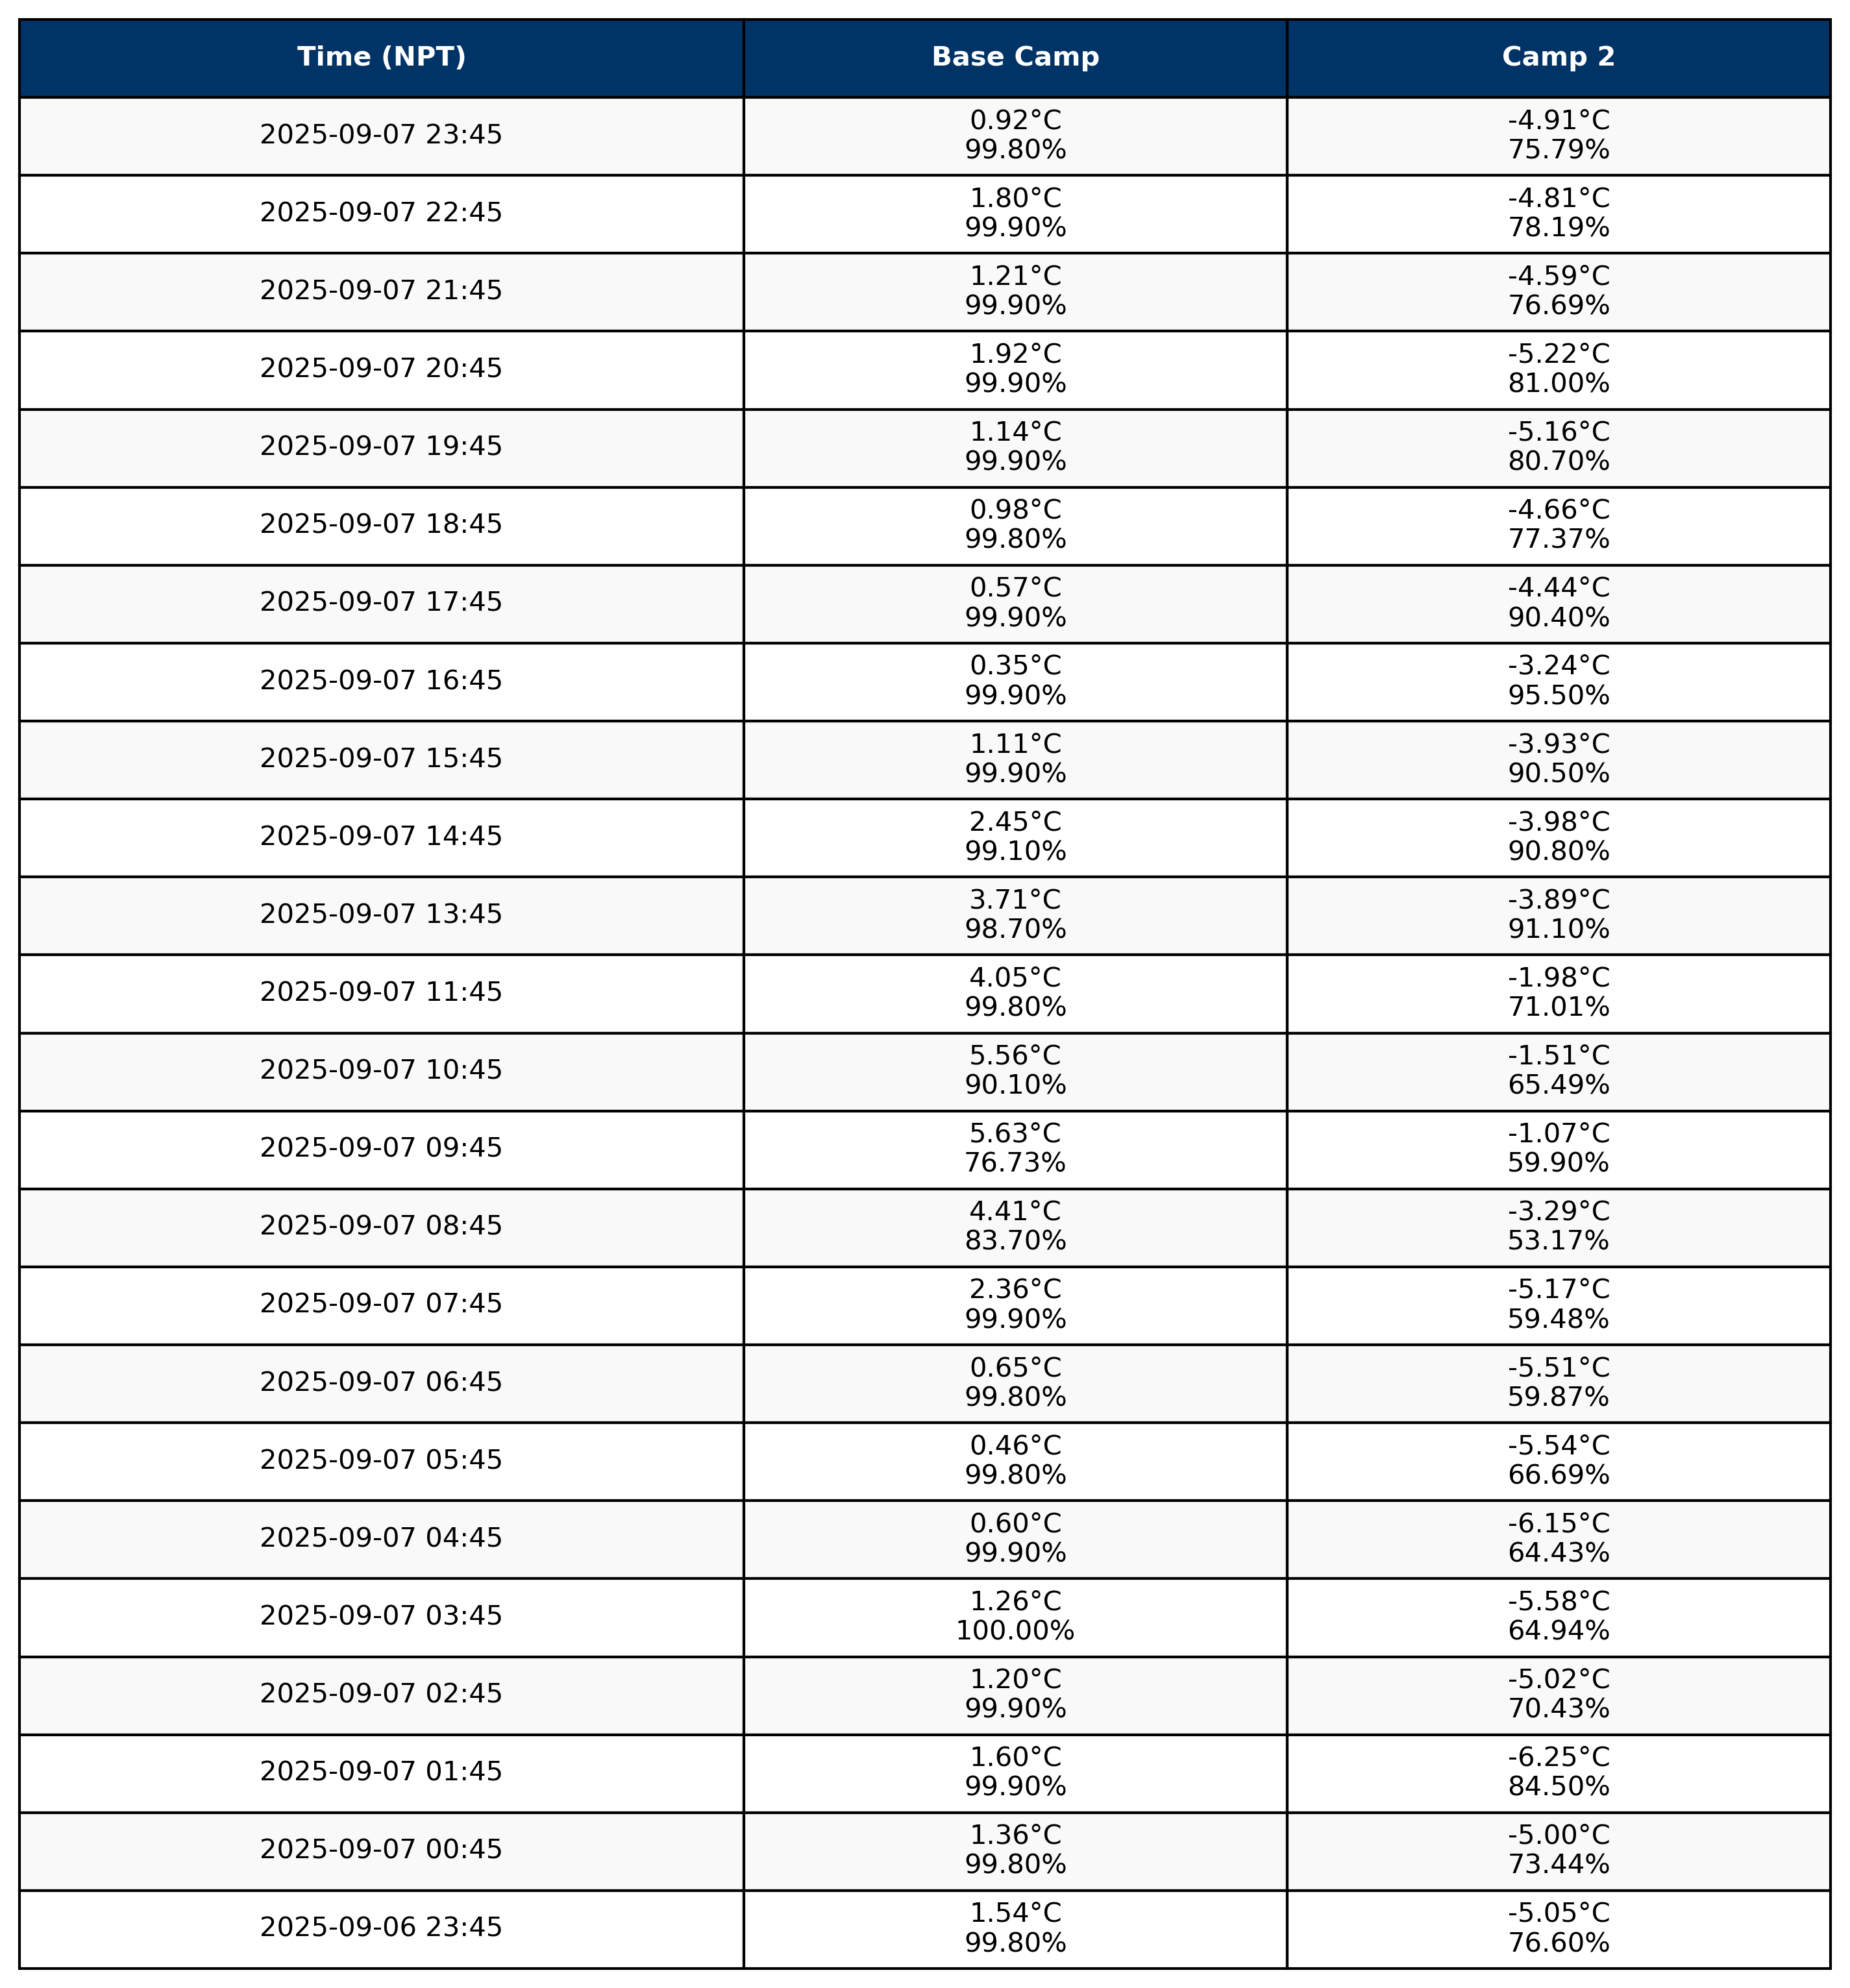 Time (NPT) Base Camp Camp 2
2025-09-07 23:45 0.92°C -4.91°C
99.80% 75.79%
2025-09-07 22:45 1.80°C -4.81°C
99.90% 78.19%
2025-09-07 21:45 1.21°C -4.59°C
99.90% 76.69%
2025-09-07 20:45 1.92°C -5.22°C
99.90% 81.00%
2025-09-07 19:45 1.14°C -5.16°C
99.90% 80.70%
2025-09-07 18:45 0.98°C -4.66°C
99.80% 77.37%
2025-09-07 17:45 0.57°C -4.44°C
99.90% 90.40%
2025-09-07 16:45 0.35°C -3.24°C
99.90% 95.50%
2025-09-07 15:45 1.11°C -3.93°C
99.90% 90.50%
2025-09-07 14:45 2.45°C -3.98°C
99.10% 90.80%
2025-09-07 13:45 3.71°C -3.89°C
98.70% 91.10%
2025-09-07 11:45 4.05°C -1.98°C
99.80% 71.01%
2025-09-07 10:45 5.56°C -1.51°C
90.10% 65.49%
2025-09-07 09:45 5.63°C -1.07°C
76.73% 59.90%
2025-09-07 08:45 4.41°C -3.29°C
83.70% 53.17%
2025-09-07 07:45 2.36°C -5.17°C
99.90% 59.48%
2025-09-07 06:45 0.65°C -5.51°C
99.80% 59.87%
2025-09-07 05:45 0.46°C -5.54°C
99.80% 66.69%
2025-09-07 04:45 0.60°C -6.15°C
99.90% 64.43%
2025-09-07 03:45 1.26°C -5.58°C
100.00% 64.94%
2025-09-07 02:45 1.20°C -5.02°C
99.90% 70.43%
2025-09-07 01:45 1.60°C -6.25°C
99.90% 84.50%
2025-09-07 00:45 1.36°C -5.00°C
99.80% 73.44%
2025-09-06 23:45 1.54°C -5.05°C
99.80% 76.60%